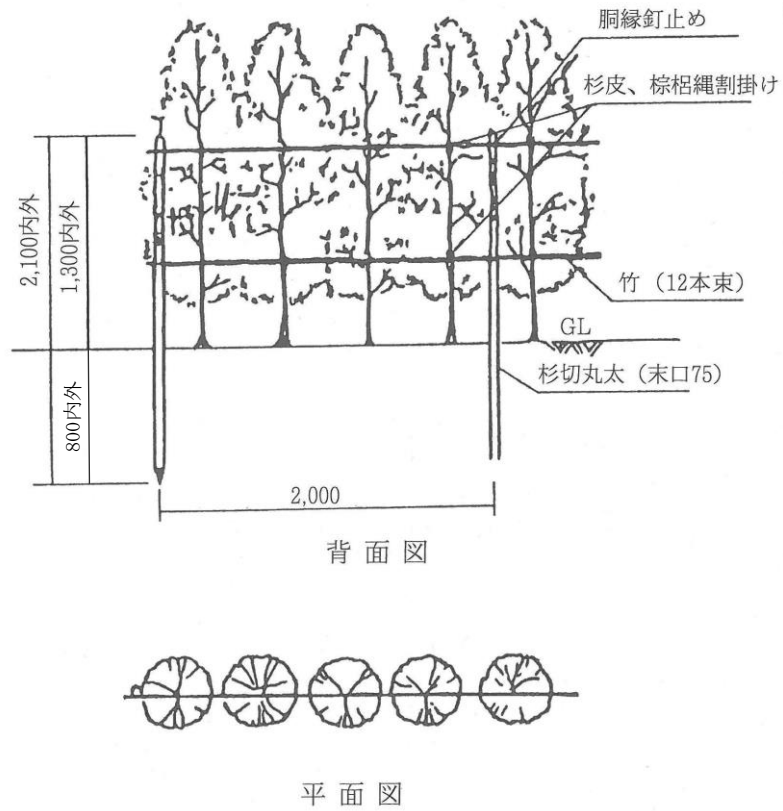 胴縁釘止め
杉皮、棕梠縄割掛け
2,100内外
1,300内外
竹（12本束）
GL
杉切丸太（末口75）
800内外
2,000
背面図
平面図